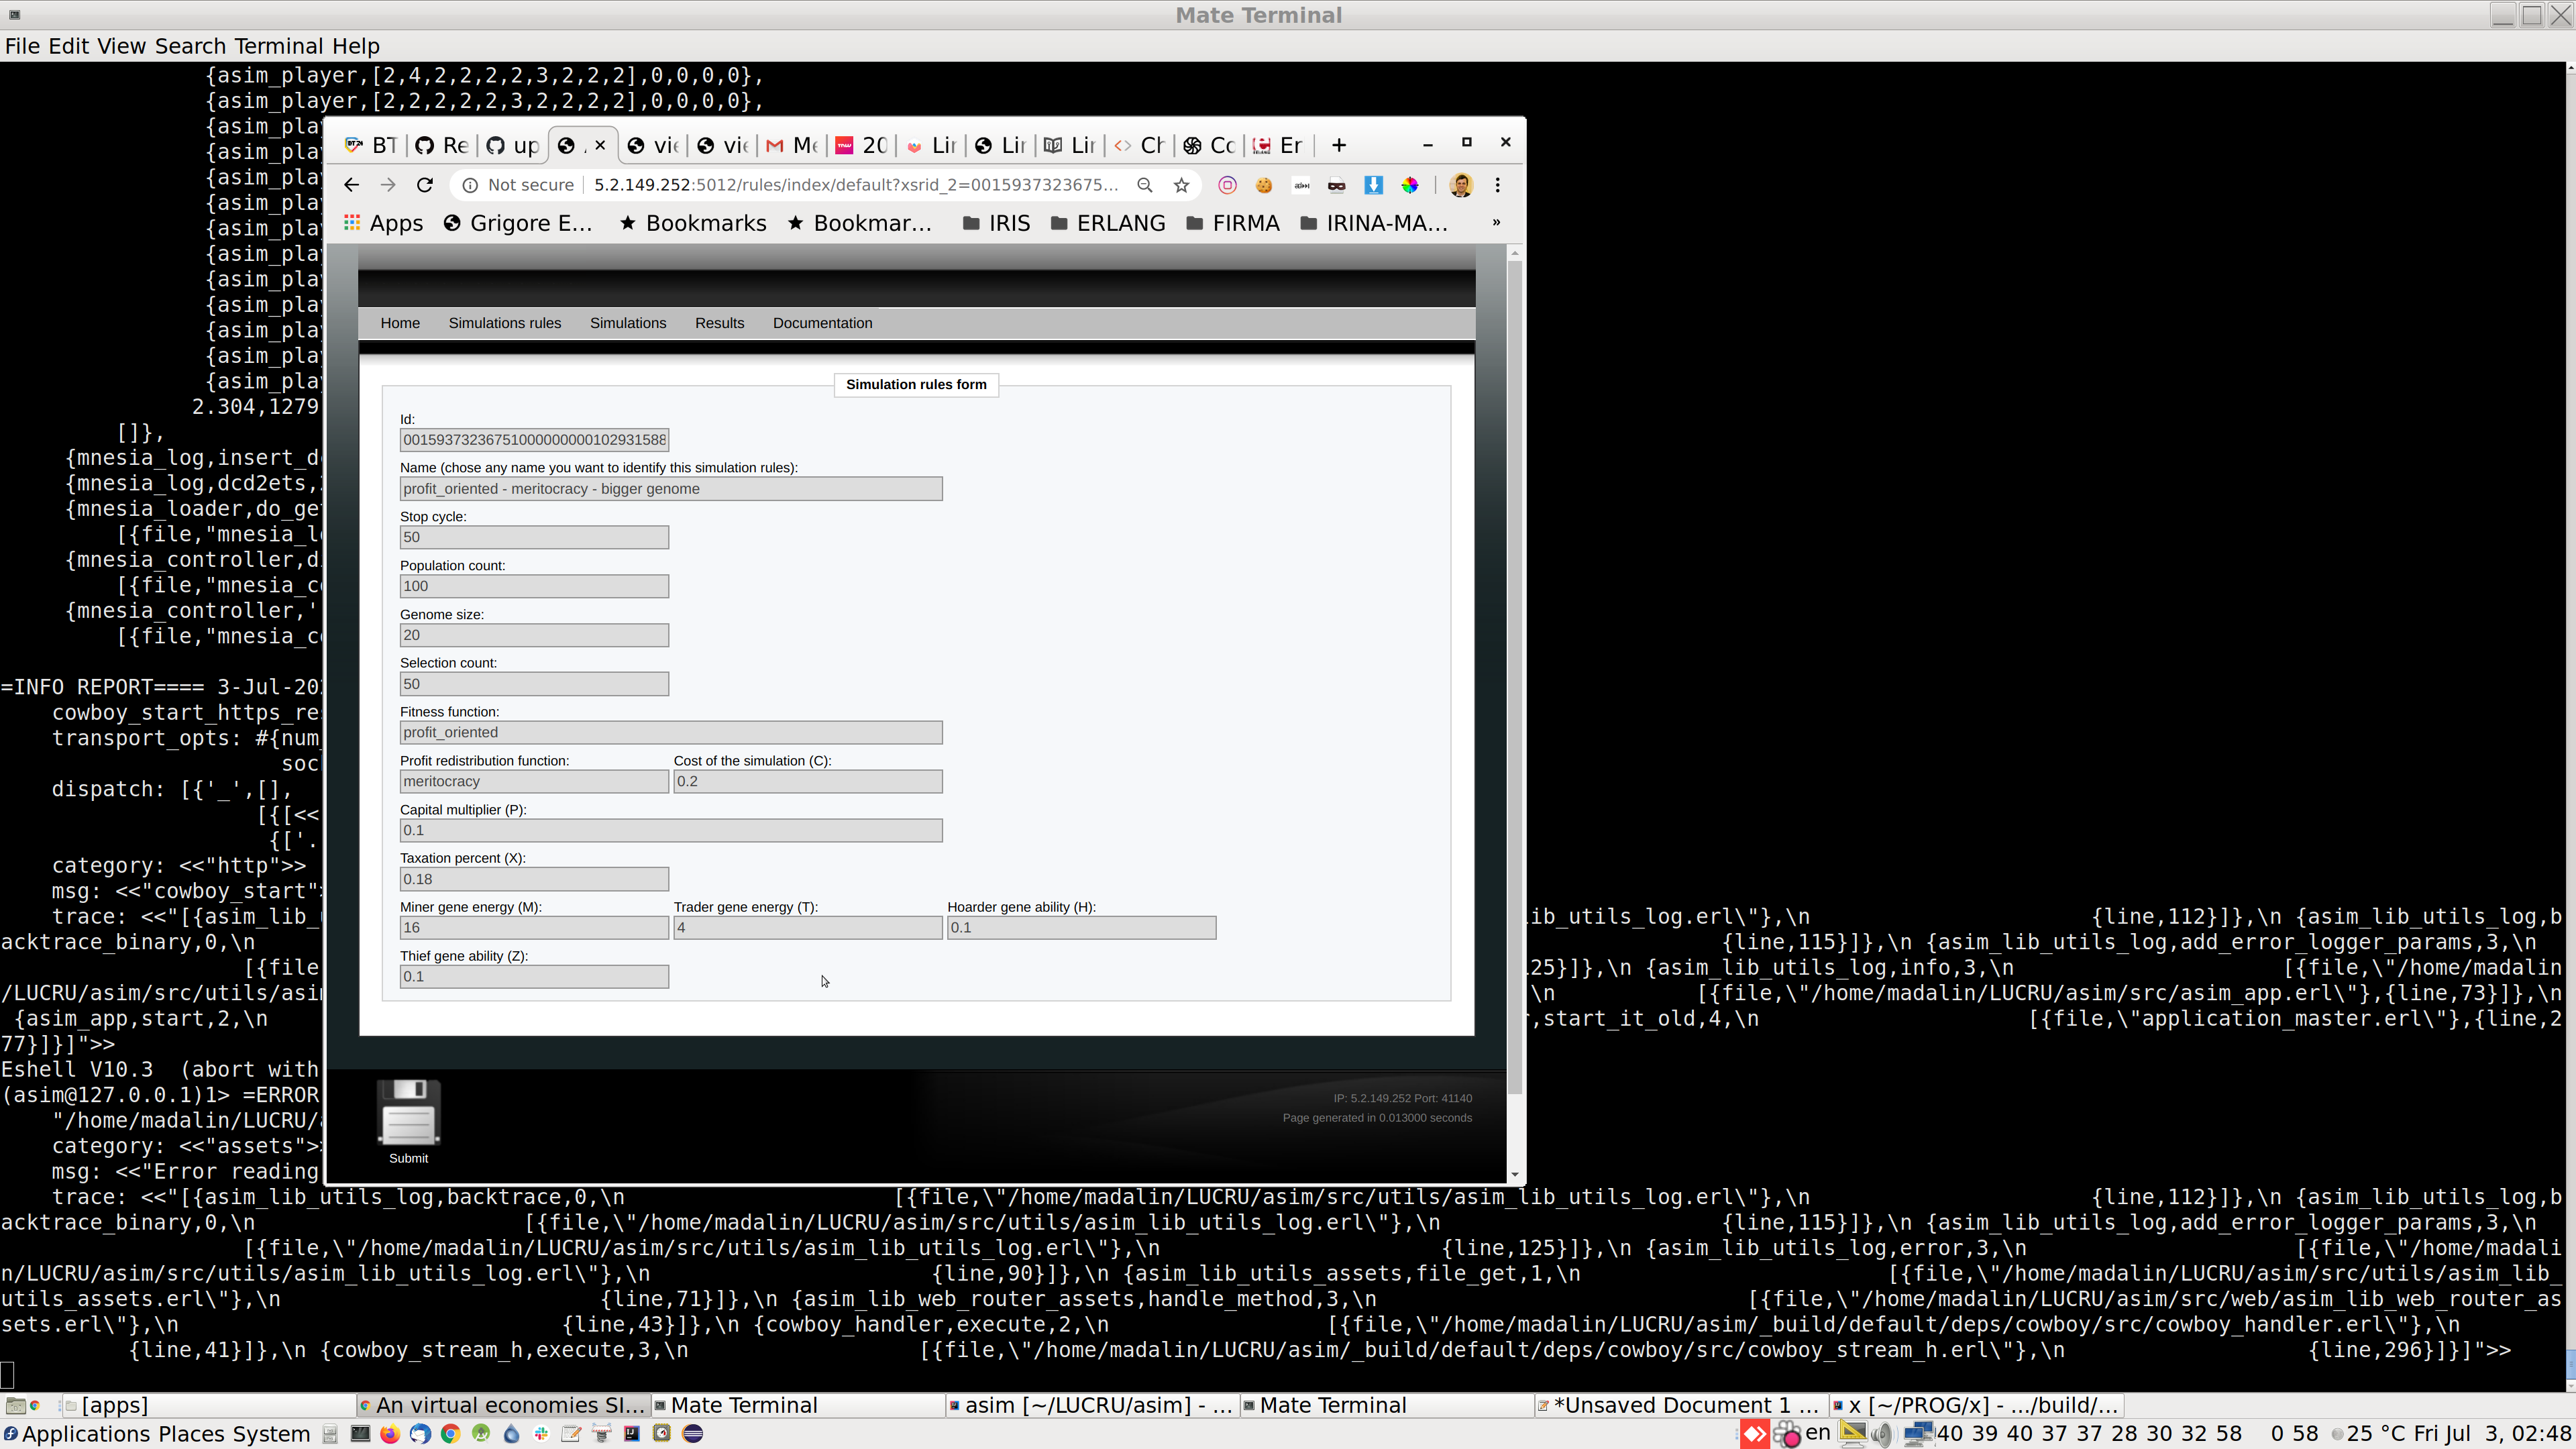 Mate Terminal
File Edit View Search Terminal Help
{asim_player,[2,4,2,2,2,2,3,2,2,2],0,0,0,0},
{asim_player,[2,2,2,2,2,3,2,2,2,2],0,0,0,0},
{asim_pla
{asim_pla
{asim_pla
{asim_pla
{asim_pla
{asim_pla
{asim_pla
{asim_pla
{asim_pla
{asim_pla
{asim_pla
2.304,1279
[]},
{mnesia_log,insert_d
{mnesia_log,dcd2ets,
{mnesia_loader,do_ge
[{file,"mnesia_l
{mnesia_controller,d
[{file,"mnesia_c
{mnesia_controller,'
[{file,"mnesia_c
=INFO REPORT==== 3-Jul-20
cowboy_start_https_re
transport_opts: #{num_
soc
dispatch: [{'_',[],
[{[<<
{['.
category: <<"http">>
msg: <<"cowboy_start"
trace: <<"[{asim_lib_
acktrace_binary,0,\n
[{file
/LUCRU/asim/src/utils/asi
{asim_app,start,2,\n
77}]}]">>
Eshell V10.3  (abort with
(asim@127.0.0.1)1> =ERROR
"/home/madalin/LUCRU/
category: <<"assets">
msg: <<"Error reading
BT Re up vie vie Me 20 Lir Lir Lir Ch Co Er
Not secure 5.2.149.252:5012/rules/index/default?xsrid_2=0015937323675...
Apps Grigore E... Bookmarks Bookmar... IRIS ERLANG FIRMA IRINA-MA... »
Home Simulations rules Simulations Results Documentation
Simulation rules form
Id:
00159373236751000000000102931588
Name (chose any name you want to identify this simulation rules):
profit_oriented - meritocracy - bigger genome
Stop cycle:
50
Population count:
100
Genome size:
20
Selection count:
50
Fitness function:
profit_oriented
Profit redistribution function: Cost of the simulation (C):
meritocracy 0.2
Capital multiplier (P):
0.1
Taxation percent (X):
0.18
Miner gene energy (M): Trader gene energy (T): Hoarder gene ability (H):
16 4 0.1
Thief gene ability (Z):
0.1
IP: 5.2.149.252 Port: 41140
Page generated in 0.013000 seconds
Submit
ib_utils_log.erl\"},\n {line,112}]},\n {asim_lib_utils_log,b
{line,115}]},\n {asim_lib_utils_log,add_error_logger_params,3,\n
25}]},\n {asim_lib_utils_log,info,3,\n [{file,\"/home/madalin
\n [{file,\"/home/madalin/LUCRU/asim/src/asim_app.erl\"},{line,73}]},\n
,start_it_old,4,\n [{file,\"application_master.erl\"},{line,2
trace: <<"[{asim_lib_utils_log,backtrace,0,\n [{file,\"/home/madalin/LUCRU/asim/src/utils/asim_lib_utils_log.erl\"},\n {line,112}]},\n {asim_lib_utils_log,b
acktrace_binary,0,\n [{file,\"/home/madalin/LUCRU/asim/src/utils/asim_lib_utils_log.erl\"},\n {line,115}]},\n {asim_lib_utils_log,add_error_logger_params,3,\n
[{file,\"/home/madalin/LUCRU/asim/src/utils/asim_lib_utils_log.erl\"},\n {line,125}]},\n {asim_lib_utils_log,error,3,\n [{file,\"/home/madali
n/LUCRU/asim/src/utils/asim_lib_utils_log.erl\"},\n {line,90}]},\n {asim_lib_utils_assets,file_get,1,\n [{file,\"/home/madalin/LUCRU/asim/src/utils/asim_lib_
utils_assets.erl\"},\n {line,71}]},\n {asim_lib_web_router_assets,handle_method,3,\n [{file,\"/home/madalin/LUCRU/asim/src/web/asim_lib_web_router_as
sets.erl\"},\n {line,43}]},\n {cowboy_handler,execute,2,\n [{file,\"/home/madalin/LUCRU/asim/_build/default/deps/cowboy/src/cowboy_handler.erl\"},\n
{line,41}]},\n {cowboy_stream_h,execute,3,\n [{file,\"/home/madalin/LUCRU/asim/_build/default/deps/cowboy/src/cowboy_stream_h.erl\"},\n {line,296}]}]">>
[apps] An virtual economies SI... Mate Terminal asim [~/LUCRU/asim] - ... Mate Terminal *Unsaved Document 1 ... x [~/PROG/x] - .../build/...
Applications Places System en 40 39 40 37 37 28 30 32 58 0 58 25 °C Fri Jul 3, 02:48